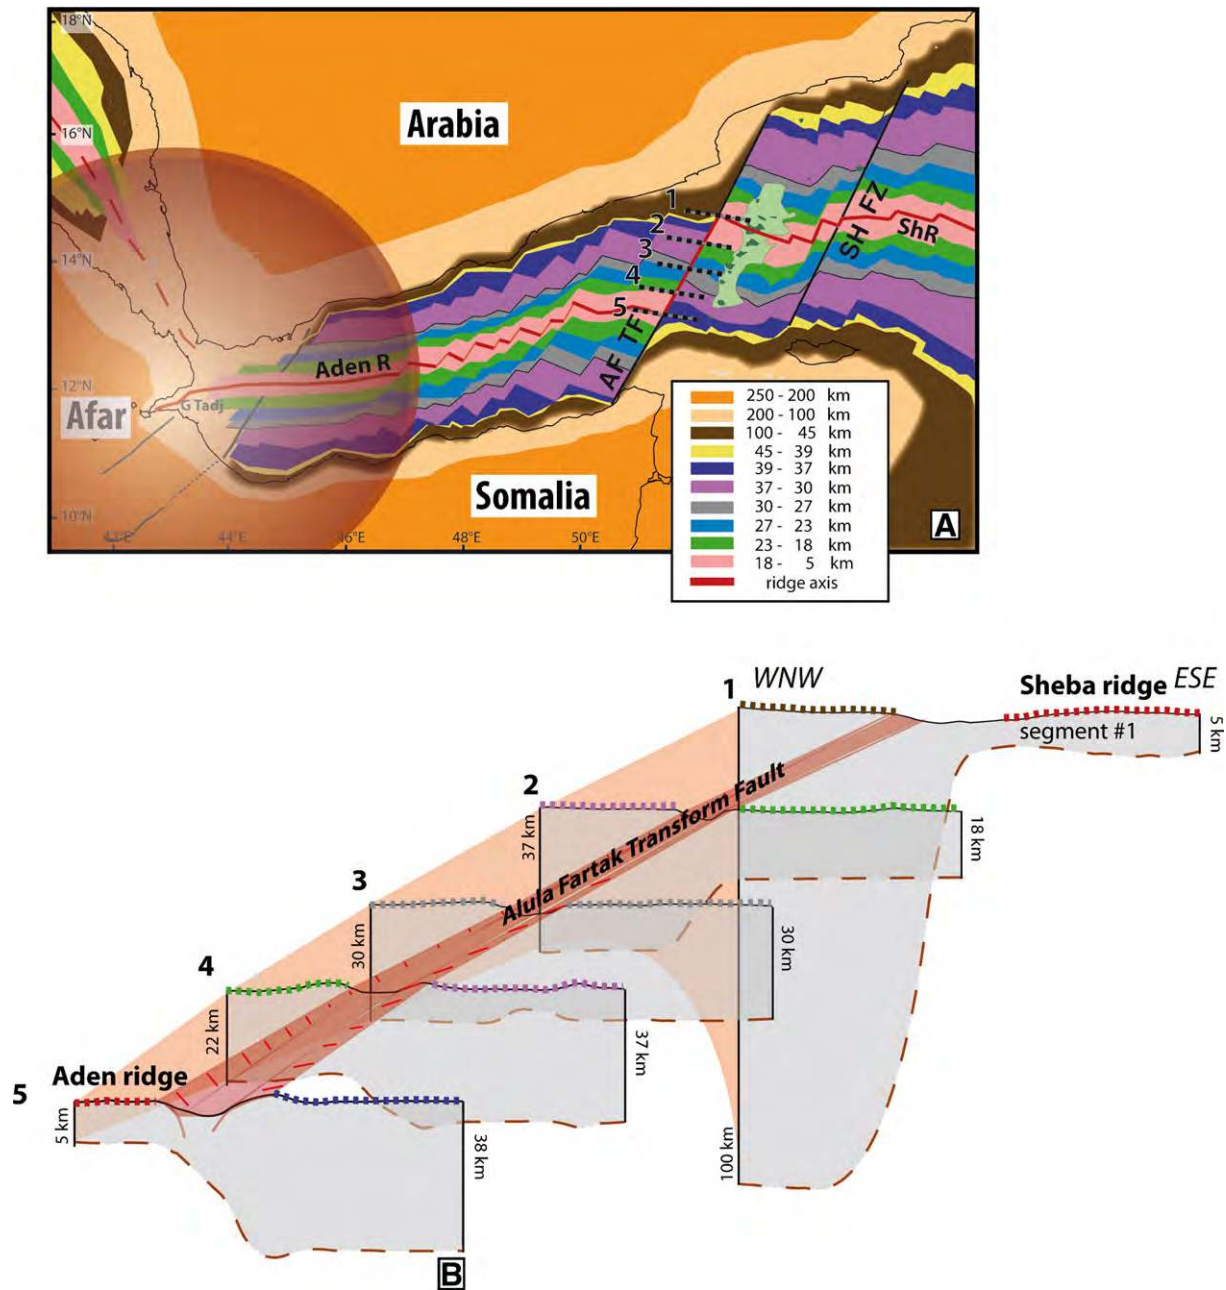 18°N
16°N
14°N
12°N
10°N
Arabia
1
2
3
4
5
SH FZ
ShR
AF TF
Aden R
G Tadj
Afar
Somalia
42°E
44°E
46°E
48°E
50°E
250 - 200 km
200 - 100 km
100 - 45 km
45 - 39 km
39 - 37 km
37 - 30 km
30 - 27 km
27 - 23 km
23 - 18 km
18 - 5 km
ridge axis
A
1
WNW
Sheba ridge
ESE
segment #1
5 km
2
37 km
Alula Fartak Transform Fault
18 km
3
30 km
30 km
4
22 km
37 km
5
Aden ridge
5 km
38 km
100 km
B